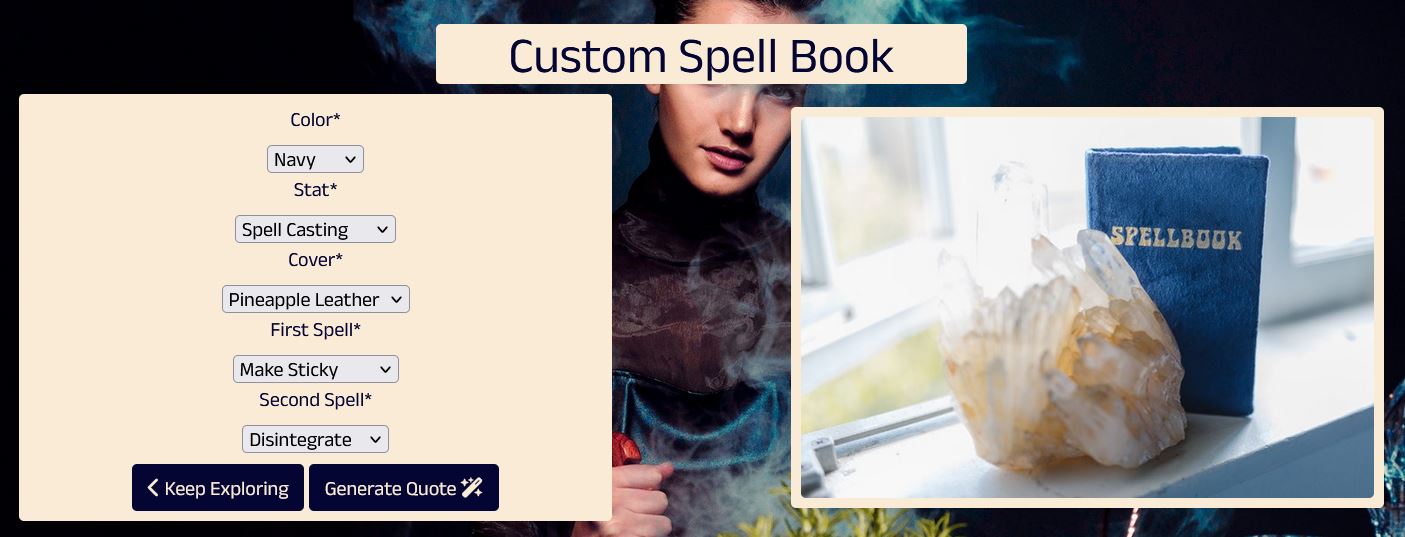 Custom Spell Book
Color*
Navy
Stat*
Spell Casting
Cover*
Pineapple Leather
First Spell*
Make Sticky
Second Spell*
Disintegrate
Keep Exploring
Generate Quote
SPELLBOOK